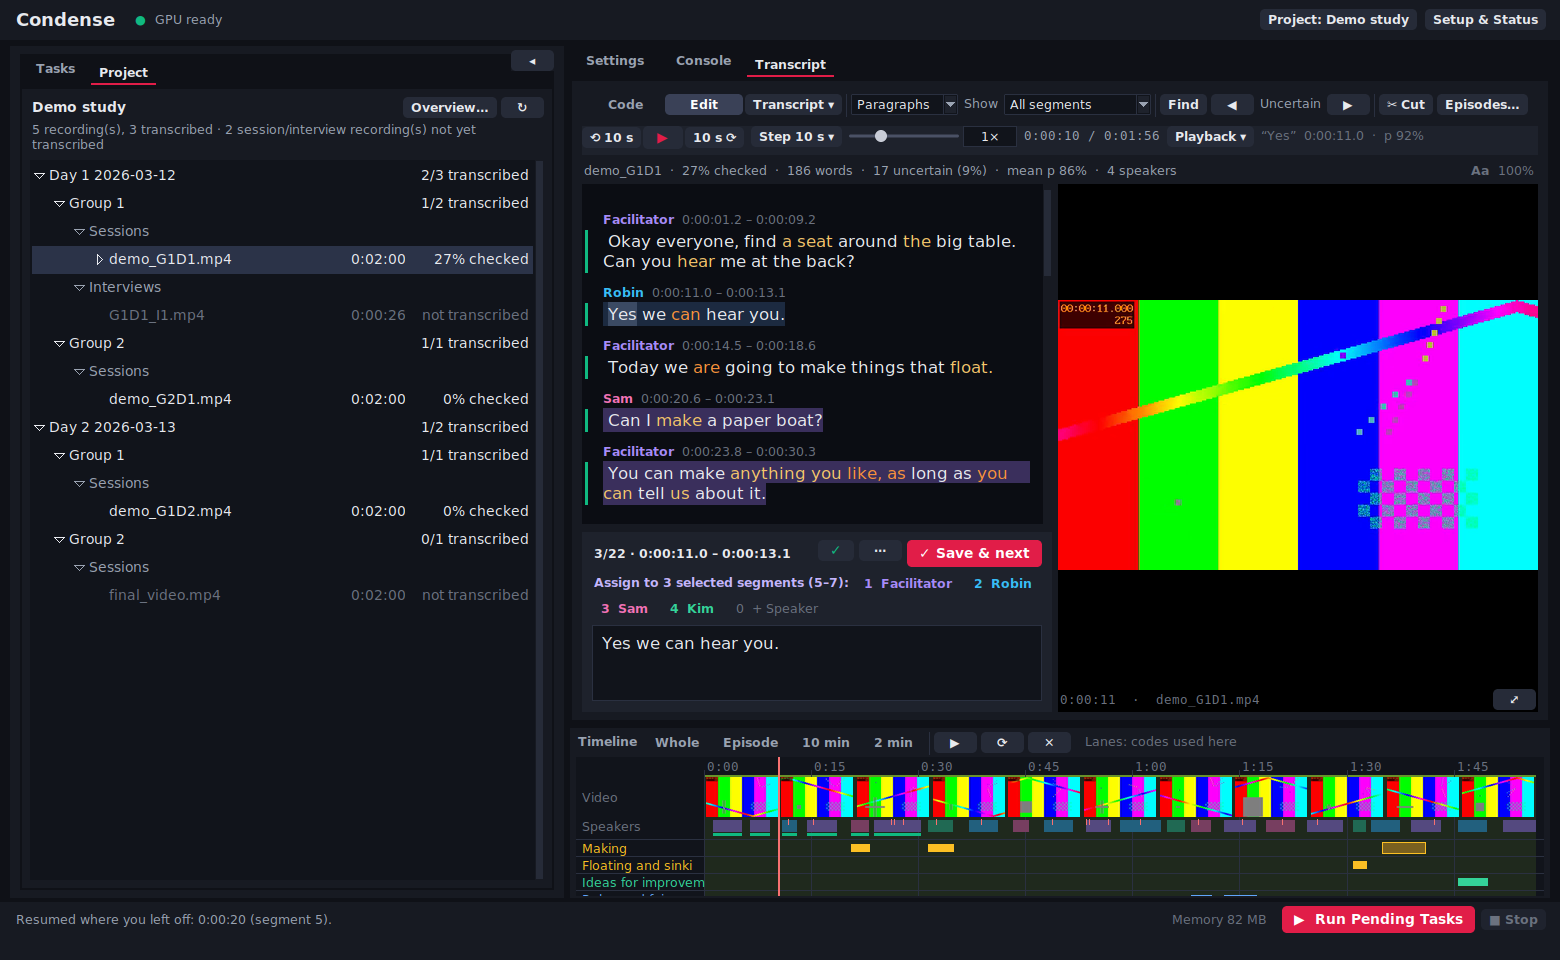 Condense ● GPU ready Project: Demo study Setup & Status
Tasks Project ◂
Demo study Overview... ↻
5 recording(s), 3 transcribed · 2 session/interview recording(s) not yet
transcribed
Day 1 2026-03-12 2/3 transcribed
Group 1 1/2 transcribed
Sessions
demo_G1D1.mp4 0:02:00 27% checked
Interviews
G1D1_I1.mp4 0:00:26 not transcribed
Group 2 1/1 transcribed
Sessions
demo_G2D1.mp4 0:02:00 0% checked
Day 2 2026-03-13 1/2 transcribed
Group 1 1/1 transcribed
Sessions
demo_G1D2.mp4 0:02:00 0% checked
Group 2 0/1 transcribed
Sessions
final_video.mp4 0:02:00 not transcribed
Settings Console Transcript
Code Edit Transcript ▾ Paragraphs Show All segments Find ◀ Uncertain ▶ ✂ Cut Episodes...
⟲ 10 s ▶ 10 s ⟳ Step 10 s ▾ 1× 0:00:10 / 0:01:56 Playback ▾ “Yes” 0:00:11.0 · p 92%
demo_G1D1 · 27% checked · 186 words · 17 uncertain (9%) · mean p 86% · 4 speakers Aa 100%
Facilitator 0:00:01.2 – 0:00:09.2
Okay everyone, find a seat around the big table.
Can you hear me at the back?
Robin 0:00:11.0 – 0:00:13.1
Yes we can hear you.
Facilitator 0:00:14.5 – 0:00:18.6
Today we are going to make things that float.
Sam 0:00:20.6 – 0:00:23.1
Can I make a paper boat?
Facilitator 0:00:23.8 – 0:00:30.3
You can make anything you like, as long as you
can tell us about it.
00:00:11.000
275
3/22 · 0:00:11.0 – 0:00:13.1 ✓ ... ✓ Save & next
Assign to 3 selected segments (5–7): 1 Facilitator 2 Robin
3 Sam 4 Kim 0 + Speaker
Yes we can hear you.
0:00:11 · demo_G1D1.mp4 ⤢
Timeline Whole Episode 10 min 2 min ▶ ⟳ ✕ Lanes: codes used here
0:00 0:15 0:30 0:45 1:00 1:15 1:30 1:45
Video
Speakers
Making
Floating and sinki
Ideas for improvem
Resumed where you left off: 0:00:20 (segment 5). Memory 82 MB ▶ Run Pending Tasks ■ Stop